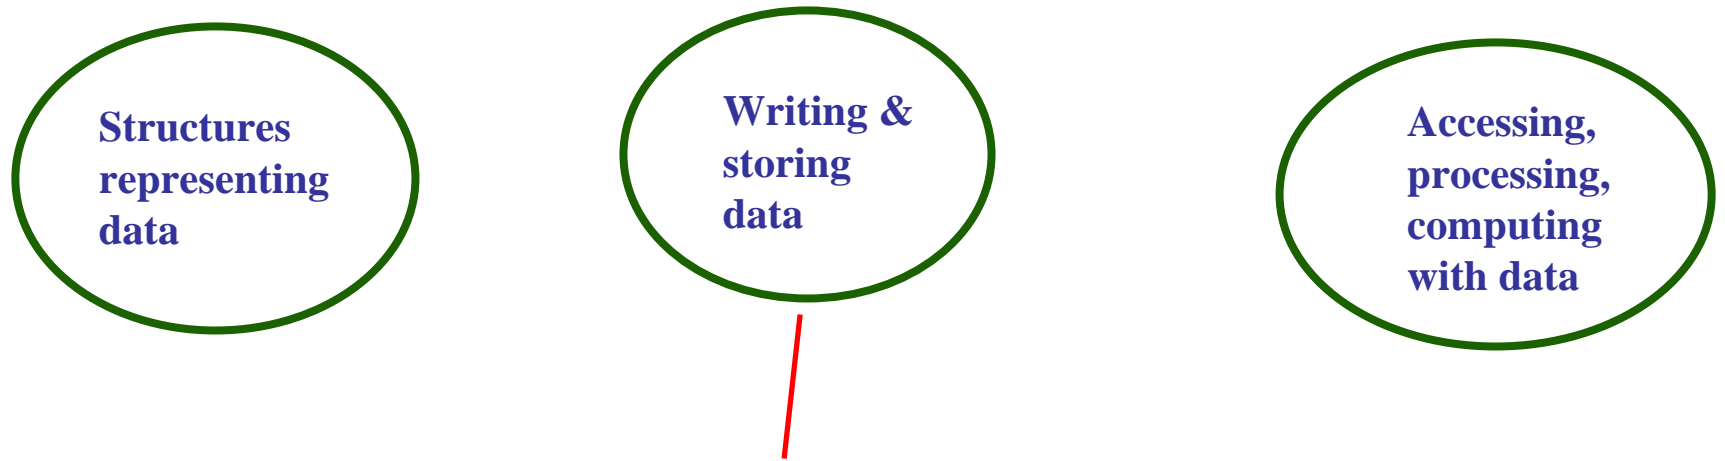 Structures
representing
data
Writing &
storing
data
Accessing,
processing,
computing
with data